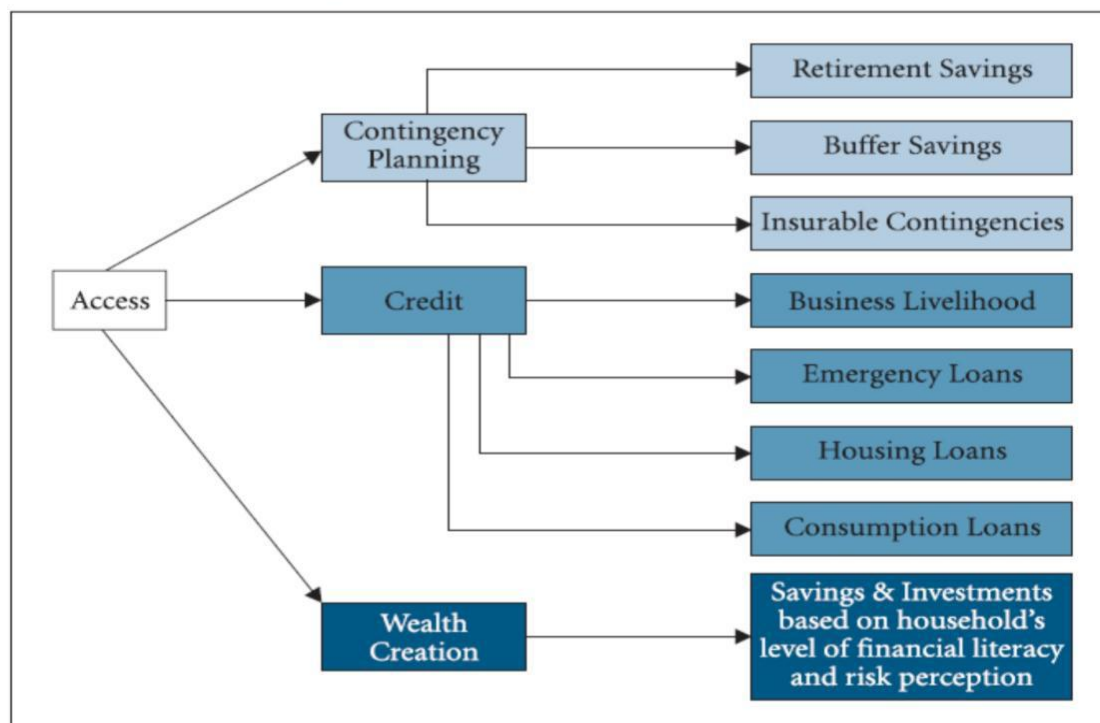 Retirement Savings
Contingency
Planning
Buffer Savings
Insurable Contingencies
Access
Credit
Business Livelihood
Emergency Loans
Housing Loans
Consumption Loans
Wealth
Creation
Savings & Investments
based on household's
level of financial literacy
and risk perception